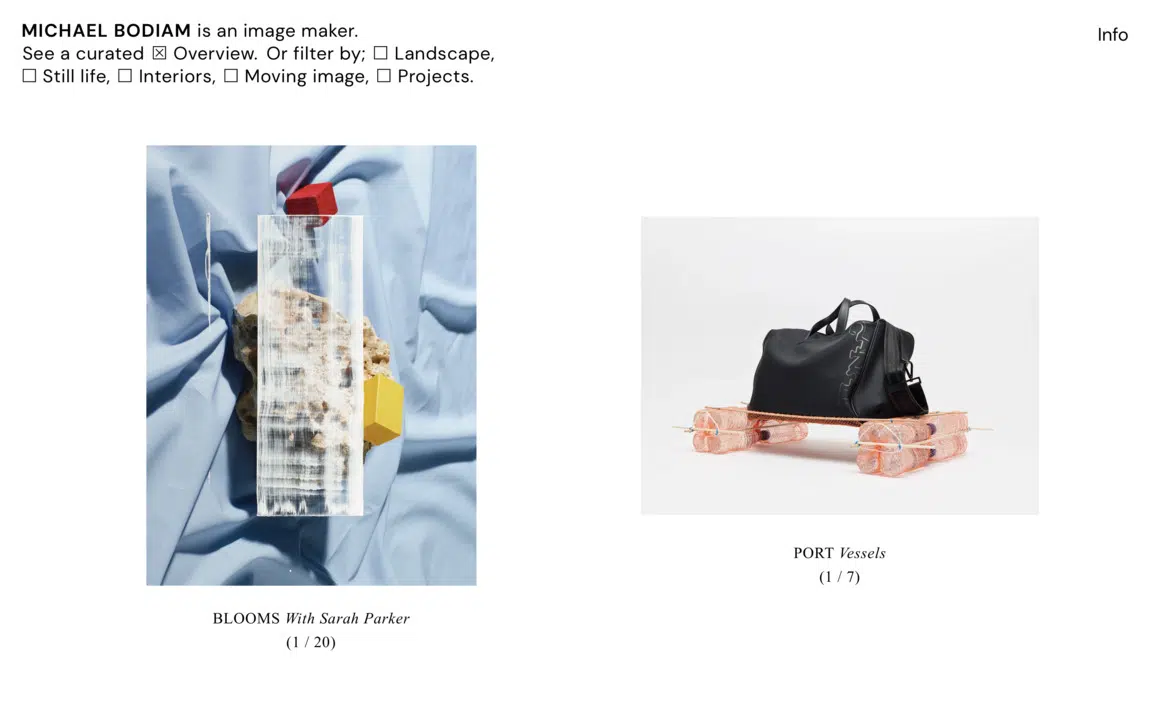 MICHAEL BODIAM is an image maker.
See a curated ☒ Overview. Or filter by; ☐ Landscape,
☐ Still life, ☐ Interiors, ☐ Moving image, ☐ Projects.
Info
BLOOMS With Sarah Parker
(1 / 20)
PORT Vessels
(1 / 7)